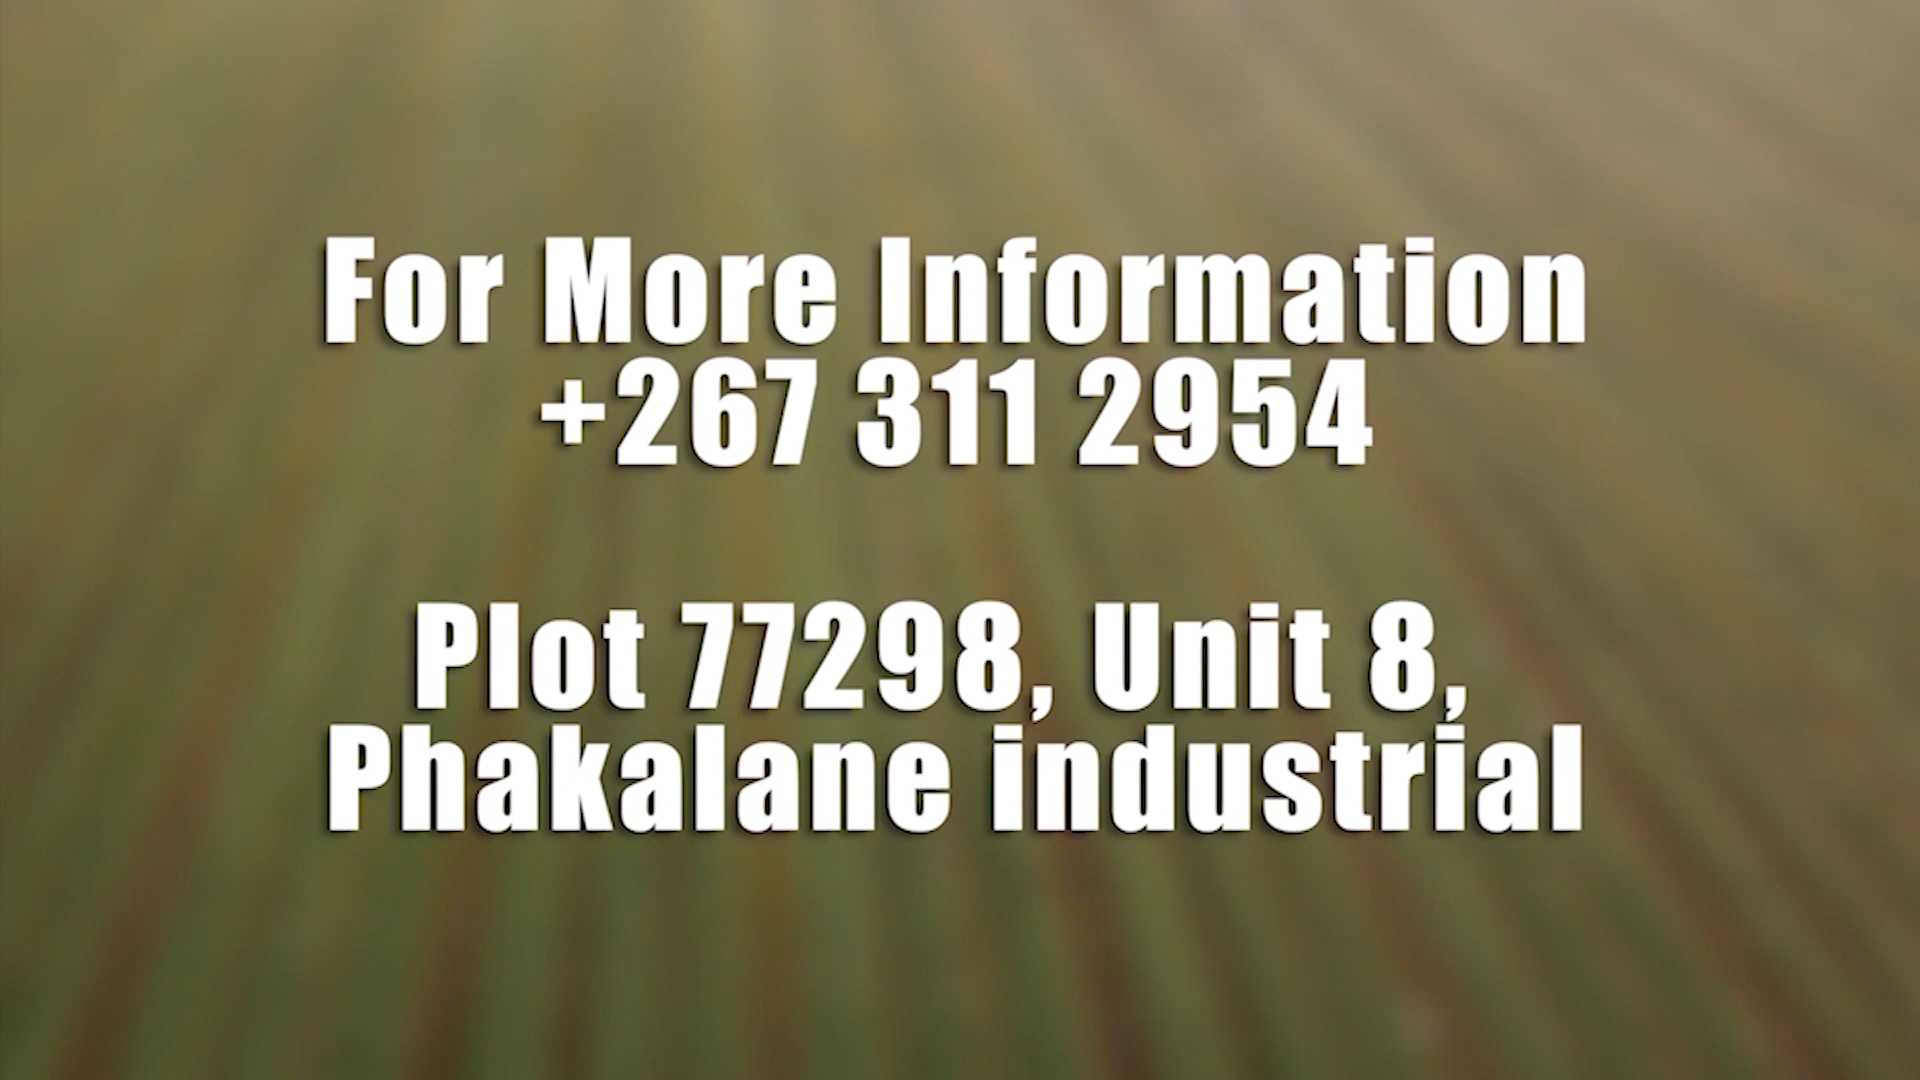 For More Information
+267 311 2954
Plot 77298, Unit 8,
Phakalane industrial